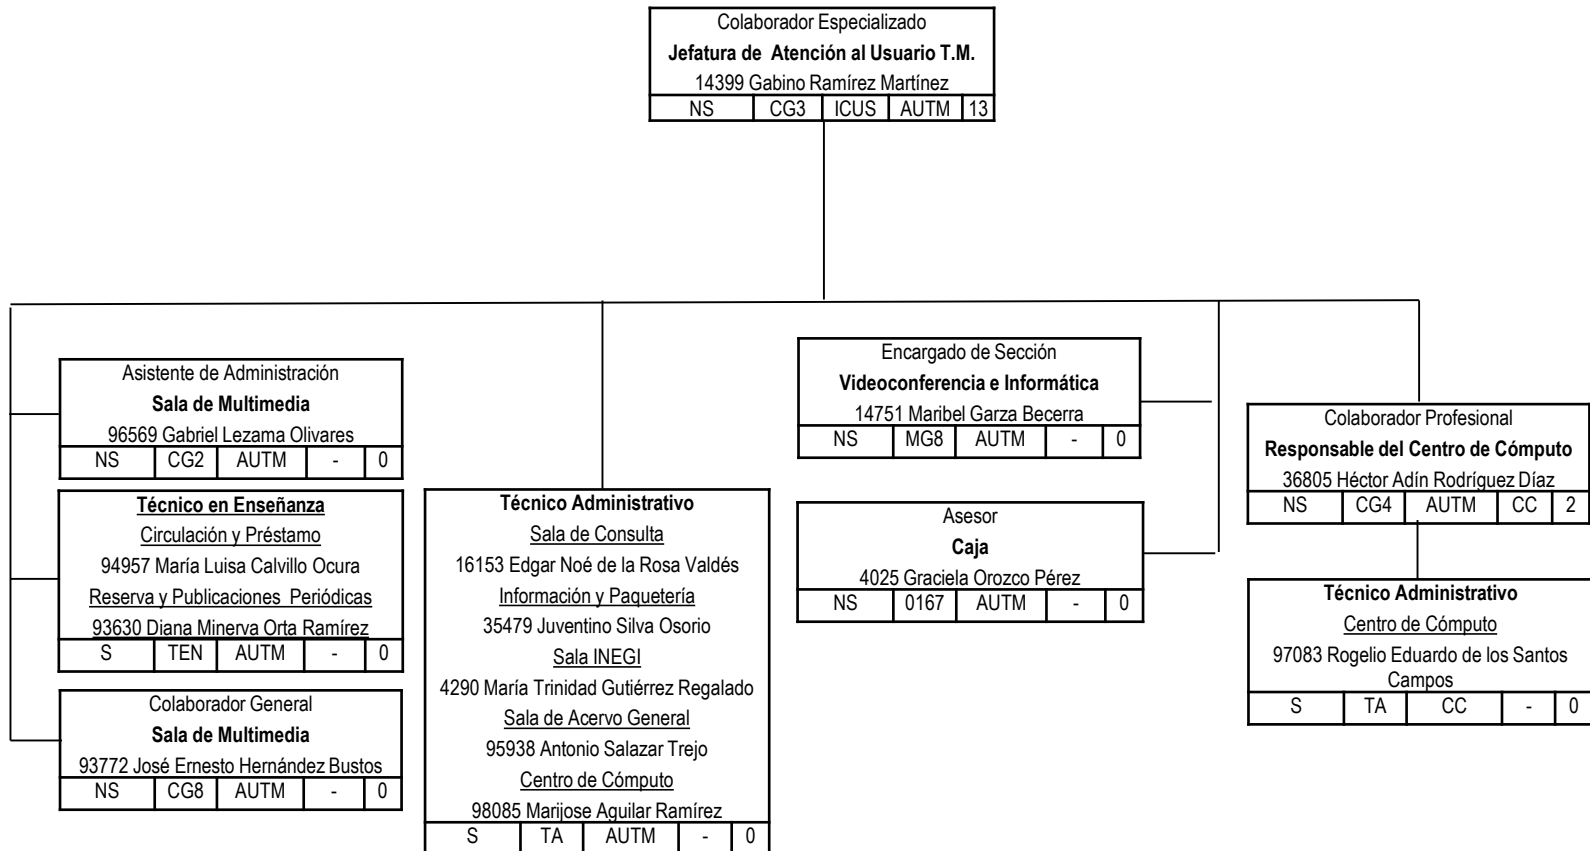 Colaborador Especializado
Jefatura de Atención al Usuario T.M.
14399 Gabino Ramírez Martínez
NS CG3 ICUS AUTM 13
Asistente de Administración
Sala de Multimedia
96569 Gabriel Lezama Olivares
NS CG2 AUTM - 0
Técnico en Enseñanza
Circulación y Préstamo
94957 María Luisa Calvillo Ocura
Reserva y Publicaciones Periódicas
93630 Diana Minerva Orta Ramírez
S TEN AUTM - 0
Colaborador General
Sala de Multimedia
93772 José Ernesto Hernández Bustos
NS CG8 AUTM - 0
Técnico Administrativo
Sala de Consulta
16153 Edgar Noé de la Rosa Valdés
Información y Paquetería
35479 Juventino Silva Osorio
Sala INEGI
4290 María Trinidad Gutiérrez Regalado
Sala de Acervo General
95938 Antonio Salazar Trejo
Centro de Cómputo
98085 Marijose Aguilar Ramírez
S TA AUTM - 0
Encargado de Sección
Videoconferencia e Informática
14751 Maribel Garza Becerra
NS MG8 AUTM - 0
Asesor
Caja
4025 Graciela Orozco Pérez
NS 0167 AUTM - 0
Colaborador Profesional
Responsable del Centro de Cómputo
36805 Héctor Adín Rodríguez Díaz
NS CG4 AUTM CC 2
Técnico Administrativo
Centro de Cómputo
97083 Rogelio Eduardo de los Santos
Campos
S TA CC - 0